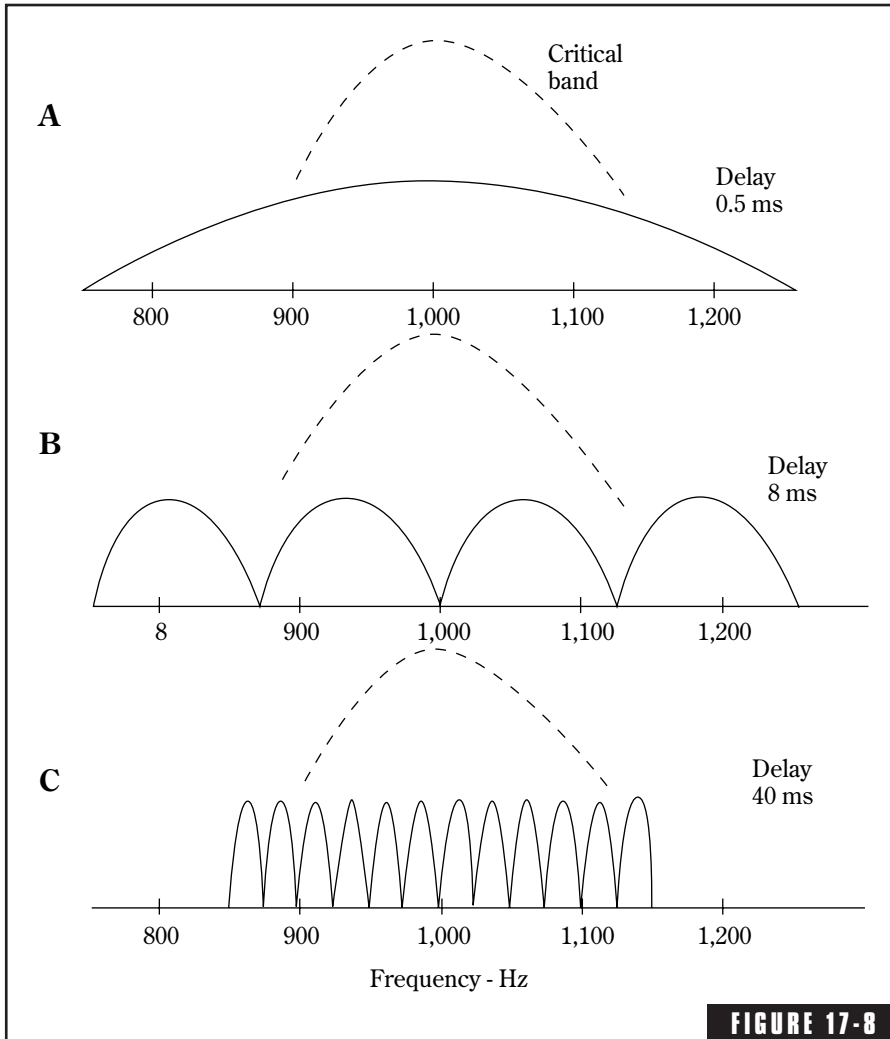 Critical
band
A
Delay
0.5 ms
800 900 1,000 1,100 1,200
B
Delay
8 ms
8 900 1,000 1,100 1,200
C
Delay
40 ms
800 900 1,000 1,100 1,200
Frequency - Hz
FIGURE 17-8